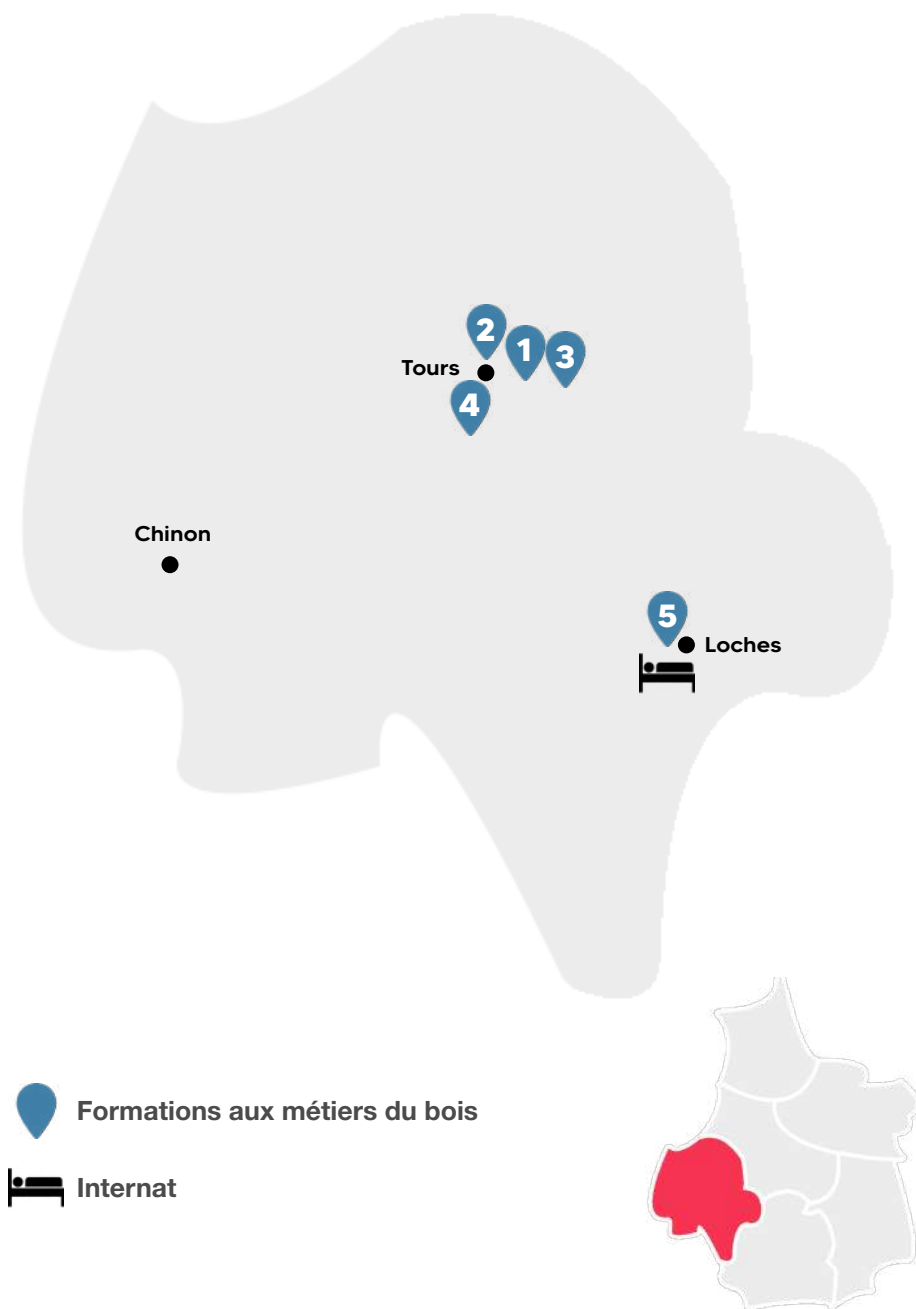 2
1
3
Tours
4
Chinon
5
Loches
Formations aux métiers du bois
Internat